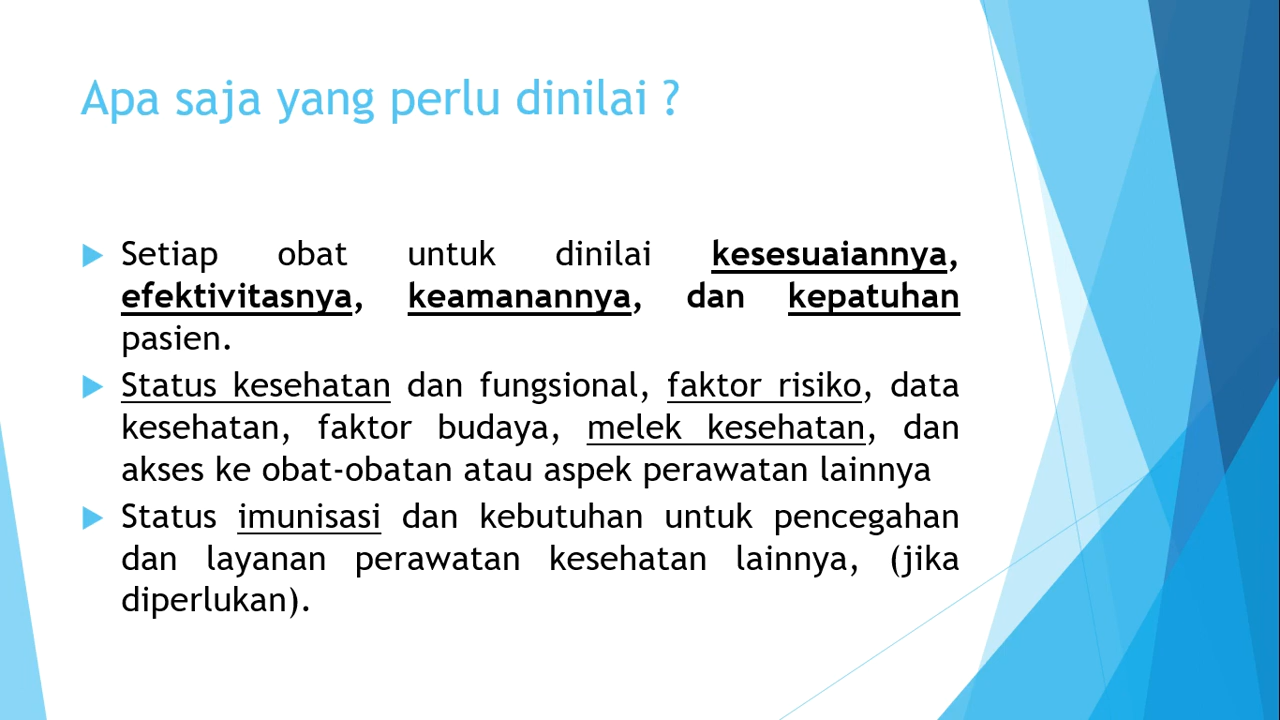 Apa saja yang perlu dinilai ?
Setiap obat untuk dinilai kesesuaiannya,
efektivitasnya, keamanannya, dan kepatuhan
pasien.
Status kesehatan dan fungsional, faktor risiko, data
kesehatan, faktor budaya, melek kesehatan, dan
akses ke obat-obatan atau aspek perawatan lainnya
Status imunisasi dan kebutuhan untuk pencegahan
dan layanan perawatan kesehatan lainnya, (jika
diperlukan).